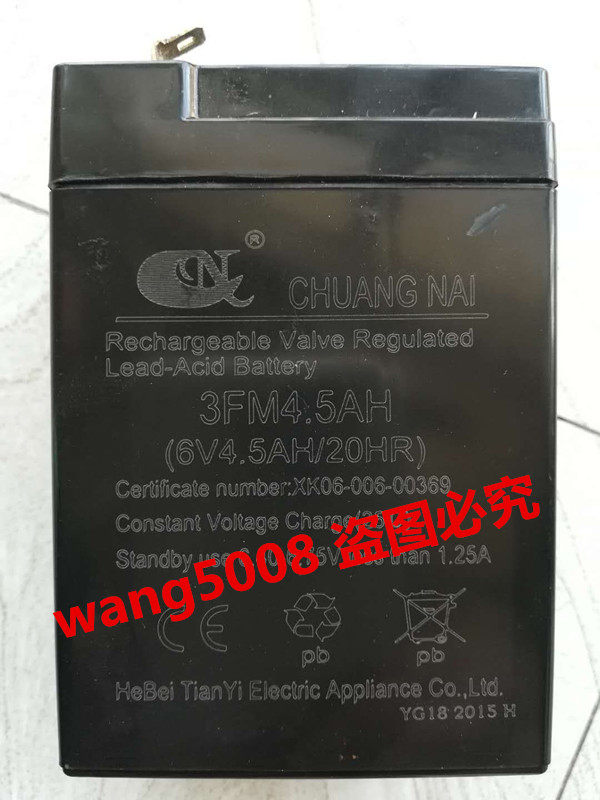 CN
®
CHUANG NAI
Rechargeable Valve Regulated
Lead-Acid Battery
3FM4.5AH
(6V4.5AH/20HR)
Certificate number:XK06-006-00369
Constant Voltage Charge
Standby use than 1.25A
wang5008 盗图必究
CE
pb
pb
HeBei TianYi Electric Appliance Co.,Ltd.
YG18 2015 H